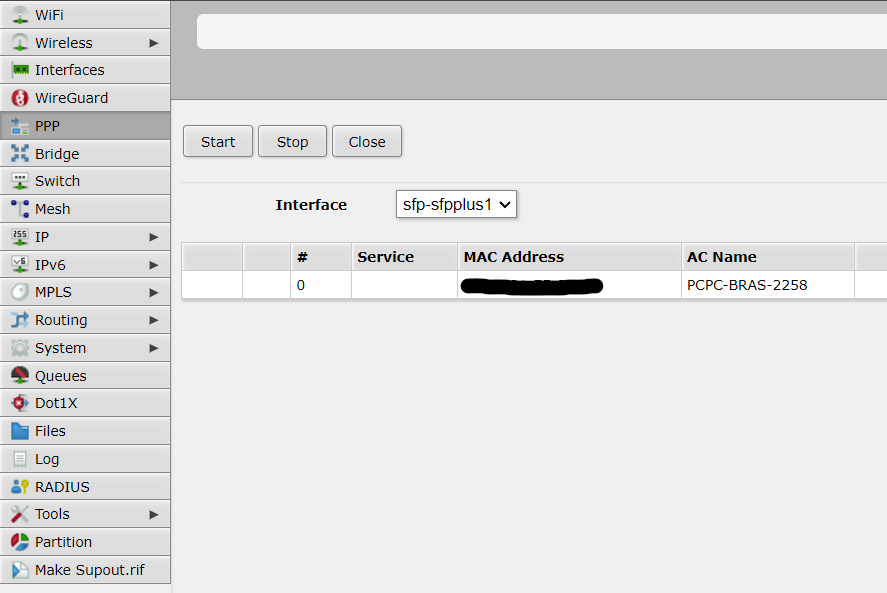 WiFi
Wireless
Interfaces
WireGuard
PPP
Bridge
Switch
Mesh
255 IP
v6 IPv6
MPLS
Routing
System
Queues
Dot1X
Files
Log
RADIUS
Tools
Partition
Make Supout.rif
Start Stop Close
Interface sfp-sfpplus1
# Service MAC Address AC Name
0 PCPC-BRAS-2258